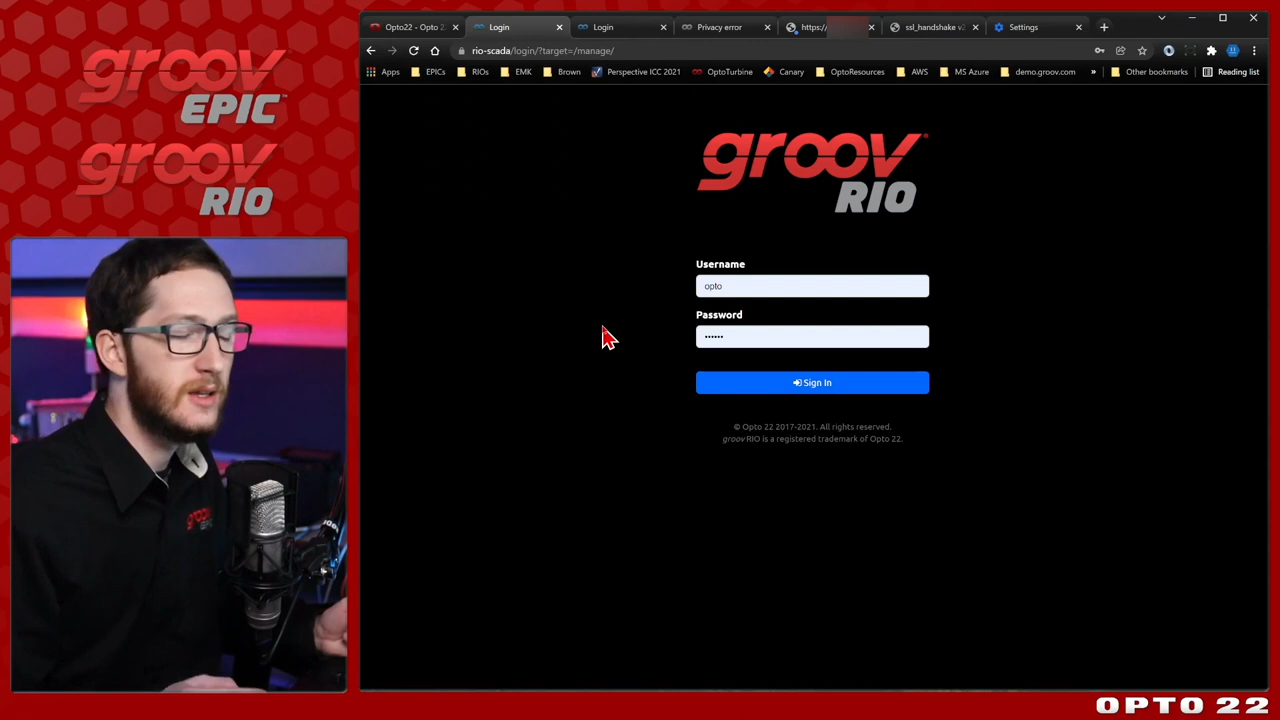 groov
EPIC™
groov
RIO
Opto22 - Opto 2
Login
Login
Privacy error
https://
ssl_handshake v2
Settings
rio-scada/login/?target=/manage/
Apps
EPICs
RIOs
EMK
Brown
Perspective ICC 2021
OptoTurbine
Canary
OptoResources
AWS
MS Azure
demo.groov.com
»
Other bookmarks
Reading list
groov®
RIO
Username
opto
Password
••••••
Sign In
© Opto 22 2017-2021. All rights reserved.
groov RIO is a registered trademark of Opto 22.
groov
OPTO 22